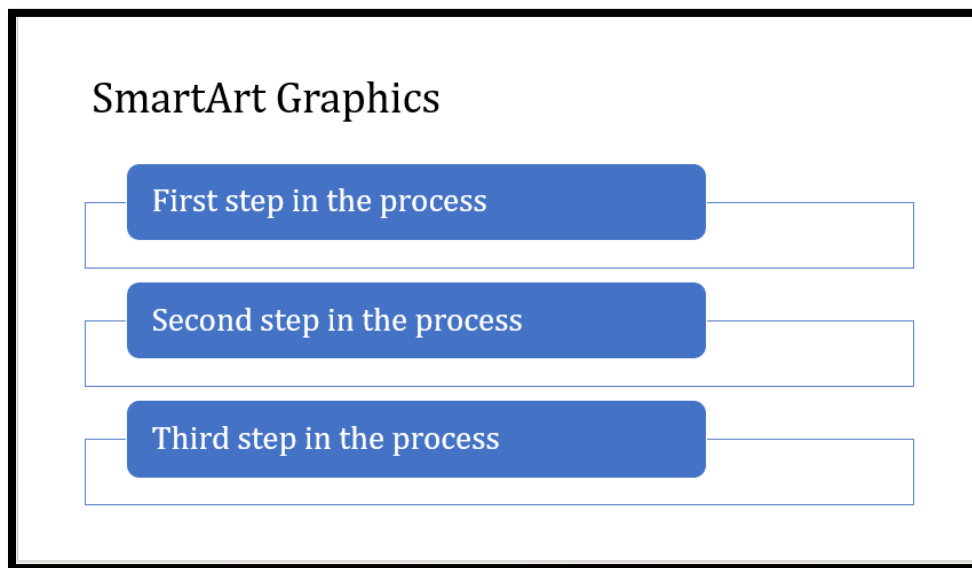 SmartArt Graphics
First step in the process
Second step in the process
Third step in the process